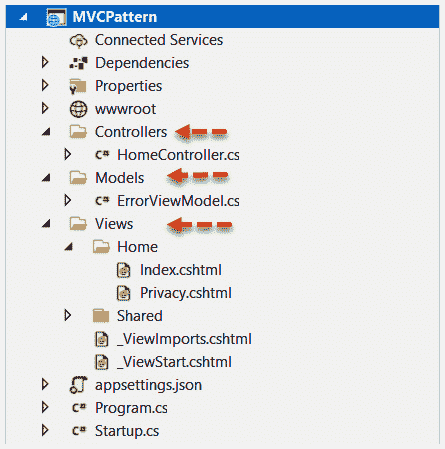 MVCPattern
Connected Services
Dependencies
Properties
wwwroot
Controllers
C# HomeController.cs
Models
C# ErrorViewModel.cs
Views
Home
Index.cshtml
Privacy.cshtml
Shared
_ViewImports.cshtml
_ViewStart.cshtml
appsettings.json
C# Program.cs
C# Startup.cs